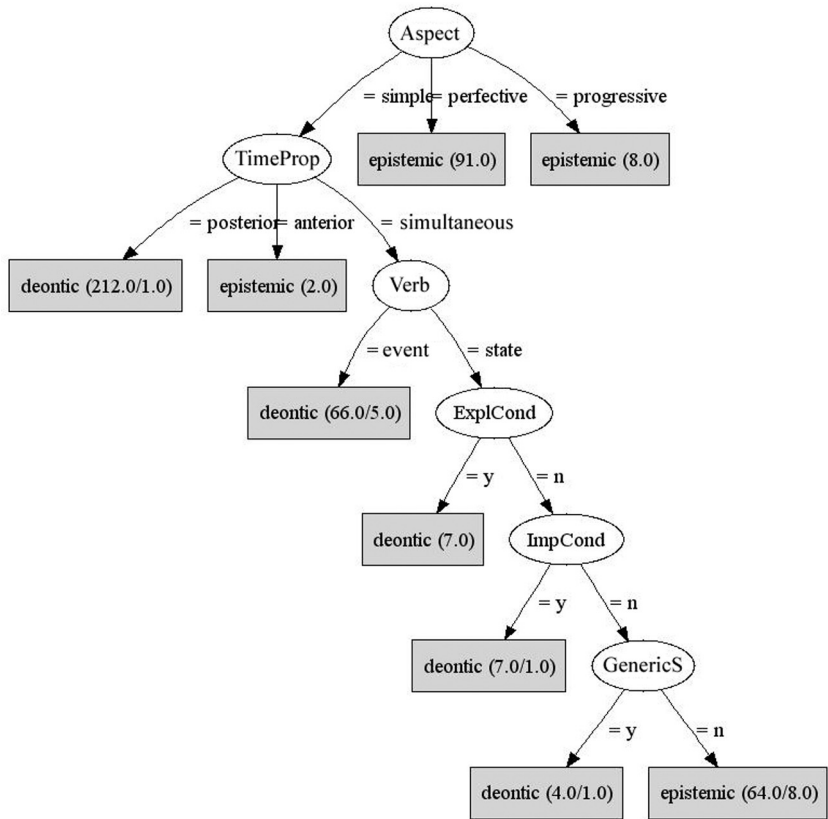 Aspect
= simple
= perfective
= progressive
TimeProp
epistemic (91.0)
epistemic (8.0)
= posterior
= anterior
= simultaneous
deontic (212.0/1.0)
epistemic (2.0)
Verb
= event
= state
deontic (66.0/5.0)
ExplCond
= y
= n
deontic (7.0)
ImpCond
= y
= n
deontic (7.0/1.0)
GenericS
= y
= n
deontic (4.0/1.0)
epistemic (64.0/8.0)